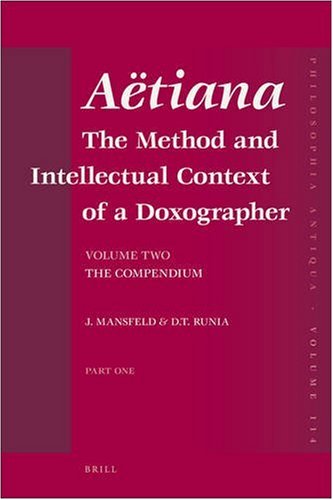 Aëtiana
The Method and
Intellectual Context
of a Doxographer
VOLUME TWO
THE COMPENDIUM
J. MANSFELD & D.T. RUNIA
PART ONE
BRILL
PHILOSOPHIA ANTIQUA · VOLUME 114